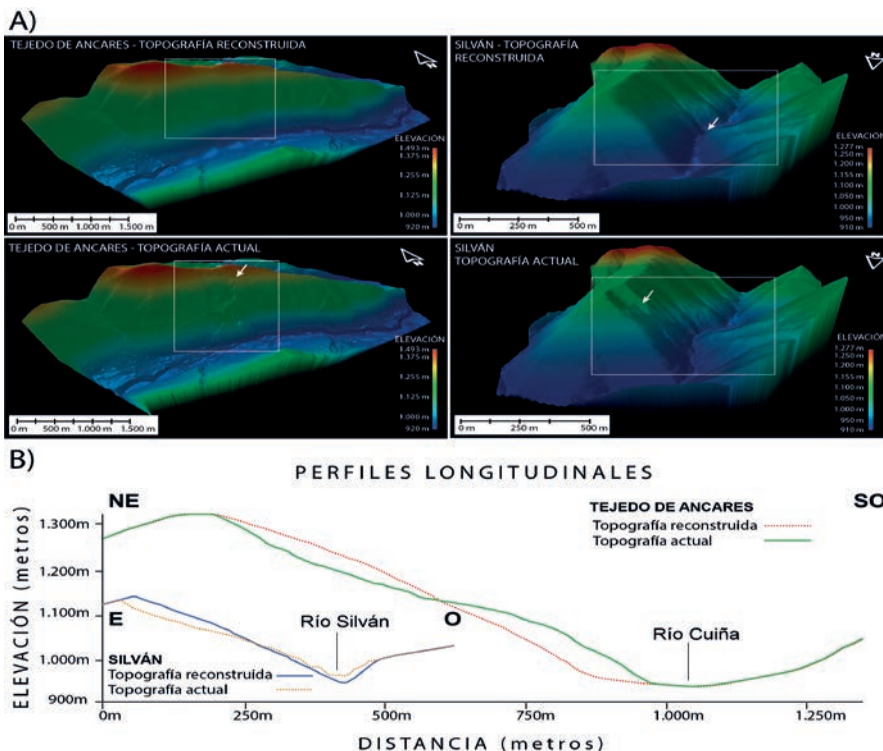 A)
TEJEDO DE ANCARES - TOPOGRAFÍA RECONSTRUIDA
ELEVACIÓN
1.493 m
1.375 m
1.255 m
1.125 m
1.000 m
920 m
0 m 500 m 1.000 m 1.500 m
SILVÁN - TOPOGRAFÍA
RECONSTRUIDA
N
ELEVACIÓN
1.277 m
1.250 m
1.200 m
1.150 m
1.100 m
1.050 m
1.000 m
950 m
910 m
0 m 250 m 500 m
TEJEDO DE ANCARES - TOPOGRAFÍA ACTUAL
ELEVACIÓN
1.493 m
1.375 m
1.255 m
1.125 m
1.000 m
920 m
0 m 500 m 1.000 m 1.500 m
SILVÁN
TOPOGRAFÍA ACTUAL
N
ELEVACIÓN
1.277 m
1.250 m
1.200 m
1.150 m
1.100 m
1.050 m
1.000 m
950 m
910 m
0 m 250 m 500 m
B)
PERFILES LONGITUDINALES
NE
SO
TEJEDO DE ANCARES
Topografía reconstruida
Topografía actual
ELEVACIÓN (metros)
1.300m
1.200m
1.100m
1.000m
900m
E
Río Silván
O
Río Cuiña
SILVÁN
Topografía reconstruida
Topografía actual
0m 250m 500m 750m 1.000m 1.250m
DISTANCIA (metros)